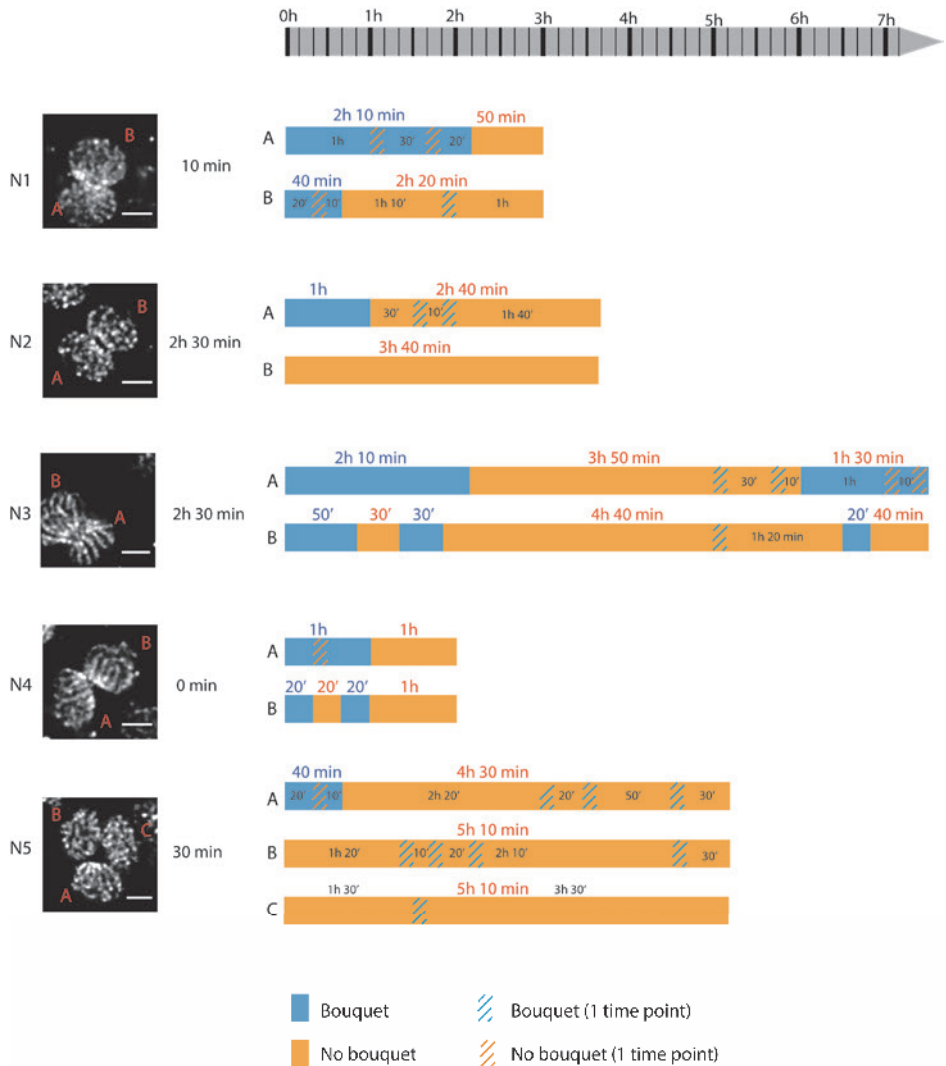 0h 1h 2h 3h 4h 5h 6h 7h
N1
B
A
10 min
2h 10 min 50 min
A 1h 30' 20'
40 min 2h 20 min
B 20' 10' 1h 10' 1h
N2
B
A
2h 30 min
1h 2h 40 min
A 30' 10' 1h 40'
3h 40 min
B
N3
B
A
2h 30 min
2h 10 min 3h 50 min 1h 30 min
A 30' 10' 1h 10'
50' 30' 30' 4h 40 min 20' 40 min
B 1h 20 min
N4
B
A
0 min
1h 1h
A
20' 20' 20' 1h
B
N5
B
C
A
30 min
40 min 4h 30 min
A 20' 10' 2h 20' 20' 50' 30'
5h 10 min
B 1h 20' 10' 20' 2h 10' 30'
1h 30' 5h 10 min 3h 30'
C
Bouquet Bouquet (1 time point)
No bouquet No bouquet (1 time point)